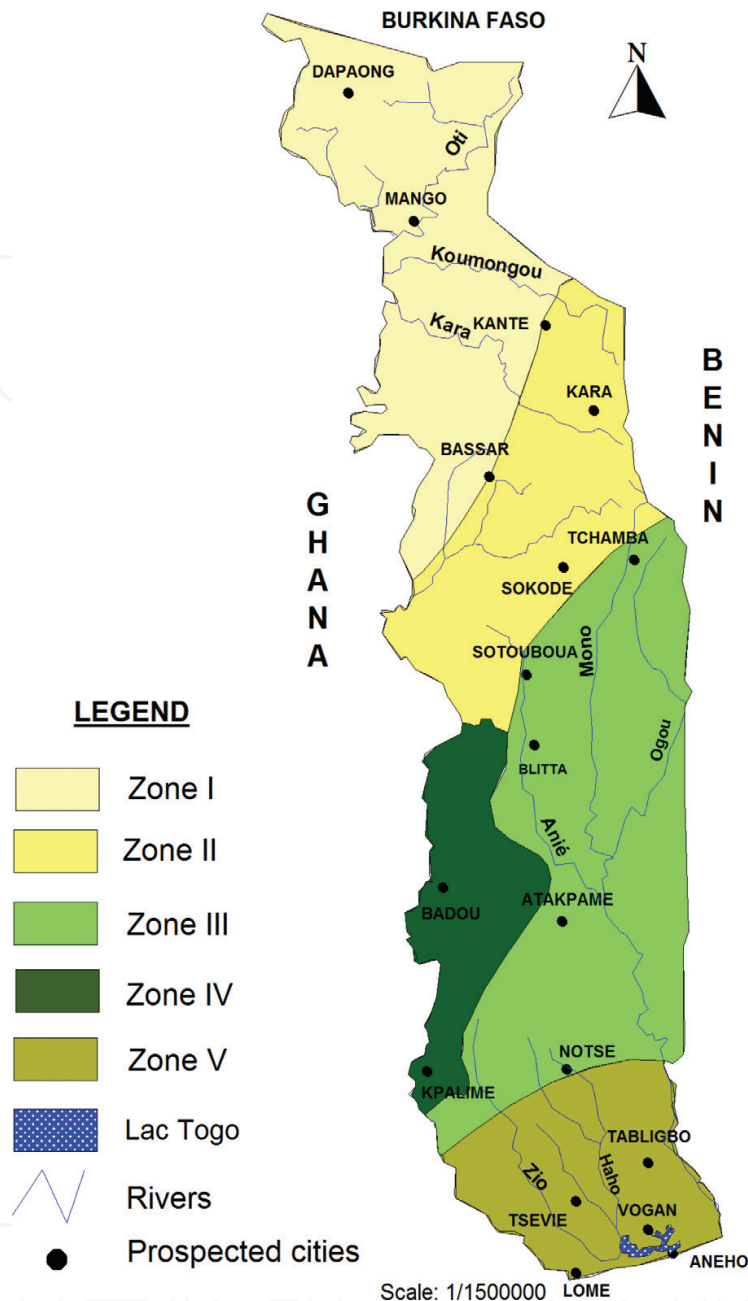 BURKINA FASO
DAPAONG
N
Oti
MANGO
Koumongou
Kara
KANTE
BENIN
KARA
BASSAR
GHANA
TCHAMBA
SOKODE
SOTOUBOUA
Mono
LEGEND
Ogou
BLITTA
Zone I
Anié
Zone II
ATAKPAME
BADOU
Zone III
Zone IV
NOTSE
Zone V
KPALIME
Lac Togo
TABLIGBO
Zio
Haho
Rivers
TSEVIE
VOGAN
Prospected cities
ANEHO
Scale: 1/1500000
LOME